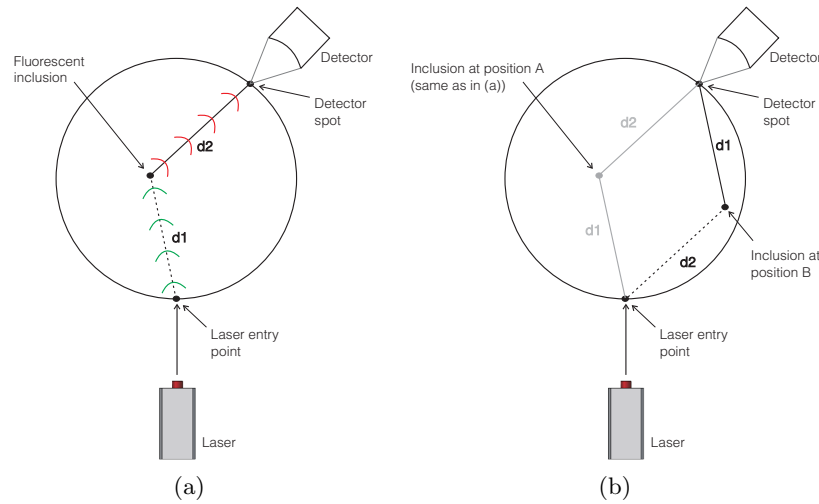 Fluorescent
inclusion
Detector
Detector
spot
d2
d1
Laser entry
point
Laser
(a)
Inclusion at position A
(same as in (a))
Detector
Detector
spot
d2
d1
d1
d2
Inclusion at
position B
Laser entry
point
Laser
(b)